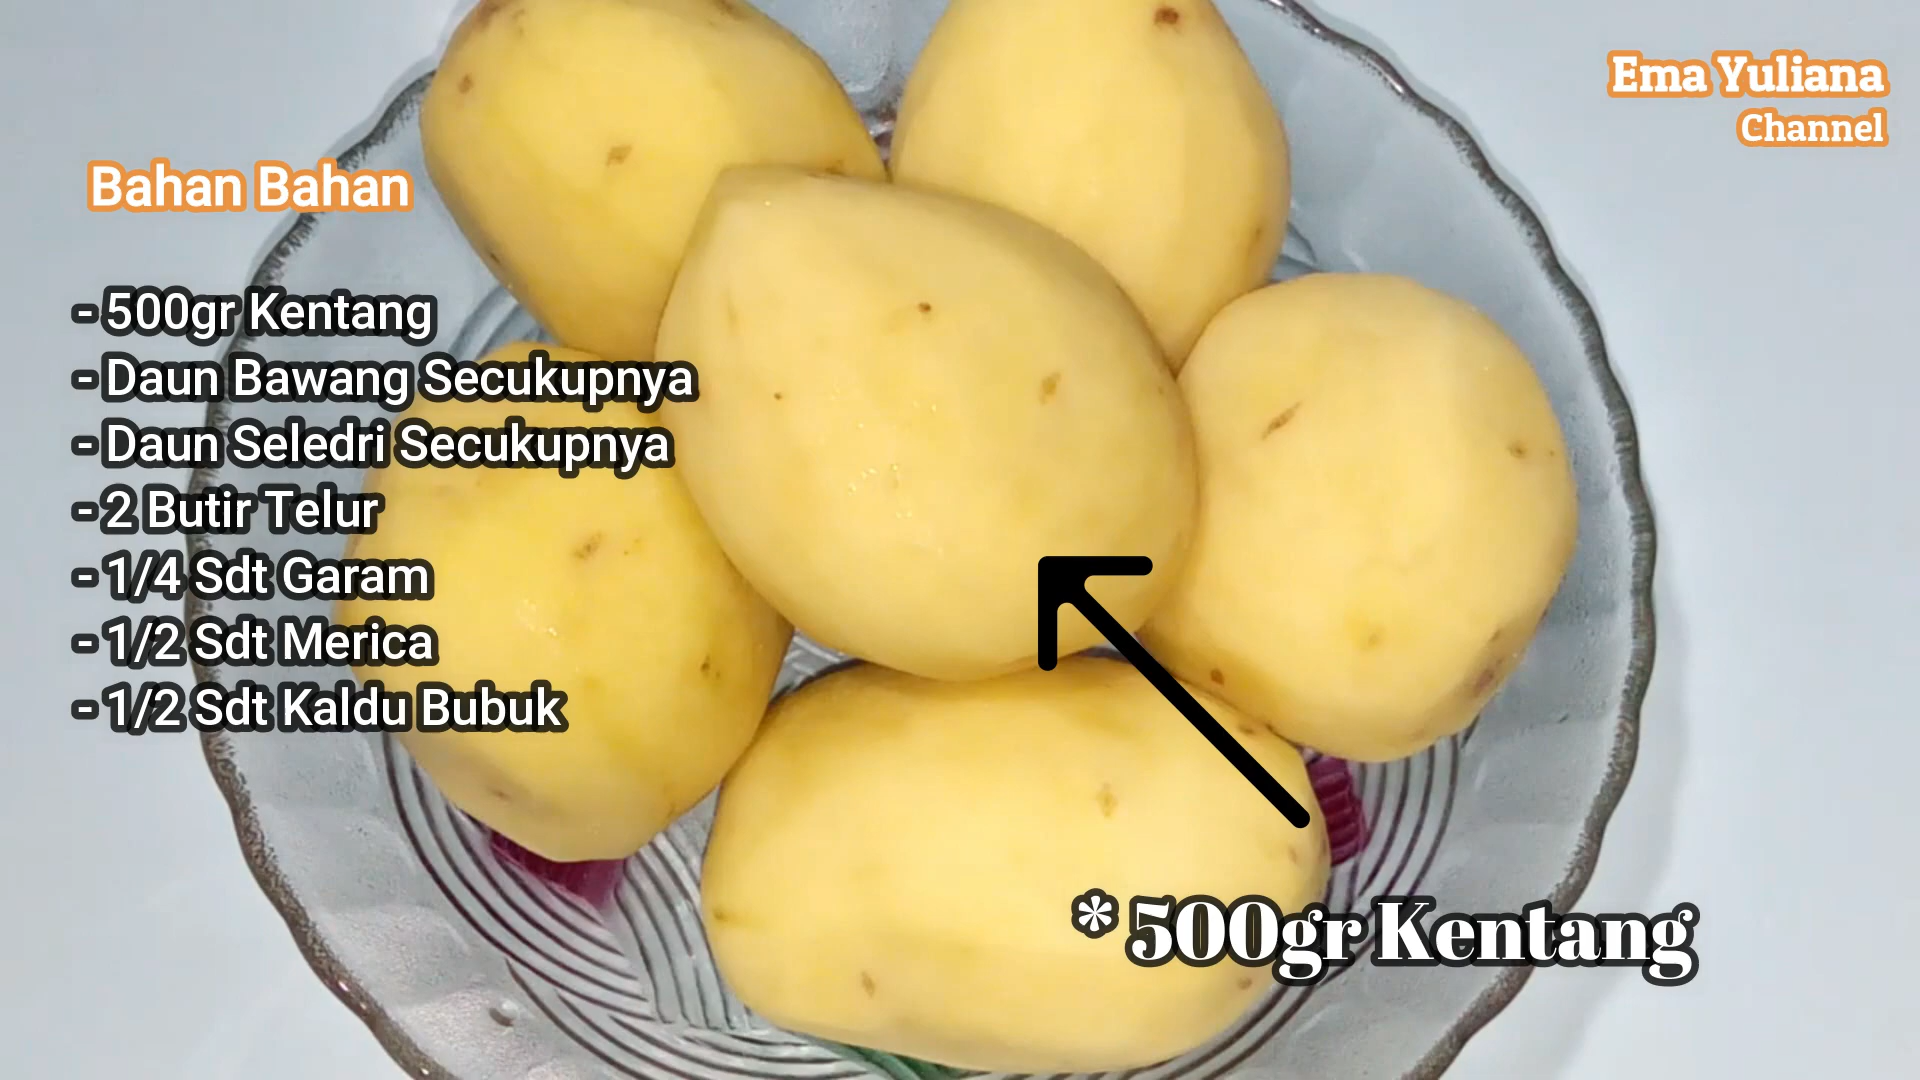 Ema Yuliana
Channel
Bahan Bahan
- 500gr Kentang
- Daun Bawang Secukupnya
- Daun Seledri Secukupnya
- 2 Butir Telur
- 1/4 Sdt Garam
- 1/2 Sdt Merica
- 1/2 Sdt Kaldu Bubuk
* 500gr Kentang